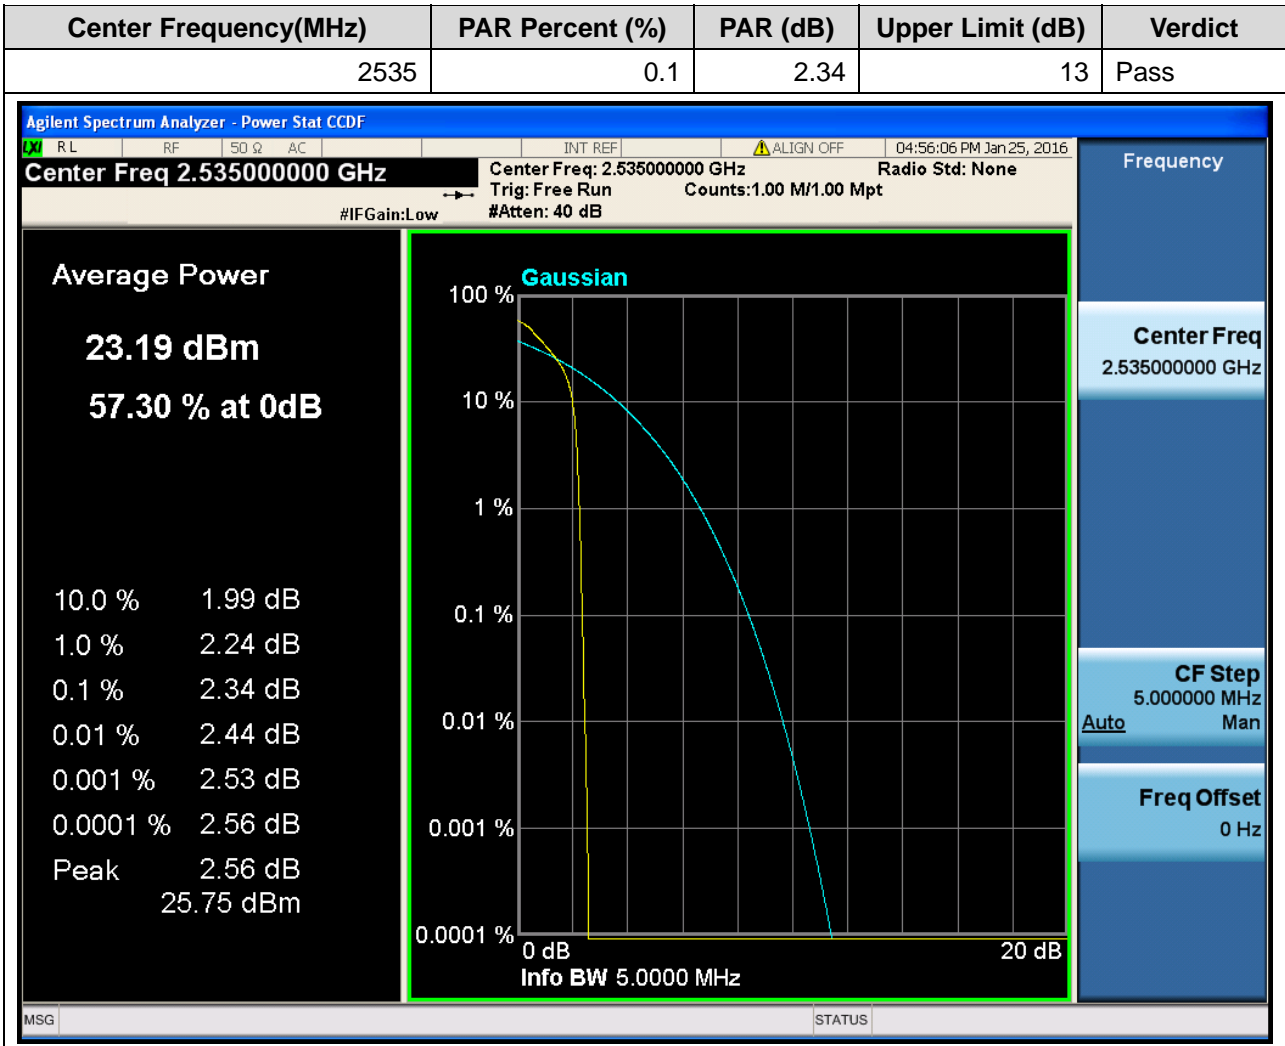 Center Frequency(MHz) PAR Percent (%) PAR (dB) Upper Limit (dB) Verdict
2535 0.1 2.34 13 Pass
Agilent Spectrum Analyzer - Power Stat CCDF
LXI RL RF 50 Ω AC INT REF ALIGN OFF 04:56:06 PM Jan 25, 2016
Center Freq 2.535000000 GHz
Center Freq: 2.535000000 GHz Radio Std: None
Trig: Free Run Counts:1.00 M/1.00 Mpt
#IFGain:Low #Atten: 40 dB
Frequency
Average Power
23.19 dBm
57.30 % at 0dB
10.0 % 1.99 dB
1.0 % 2.24 dB
0.1 % 2.34 dB
0.01 % 2.44 dB
0.001 % 2.53 dB
0.0001 % 2.56 dB
Peak 2.56 dB
25.75 dBm
Gaussian
100 %
10 %
1 %
0.1 %
0.01 %
0.001 %
0.0001 %
0 dB 20 dB
Info BW 5.0000 MHz
Center Freq
2.535000000 GHz
CF Step
5.000000 MHz
Auto Man
Freq Offset
0 Hz
MSG STATUS